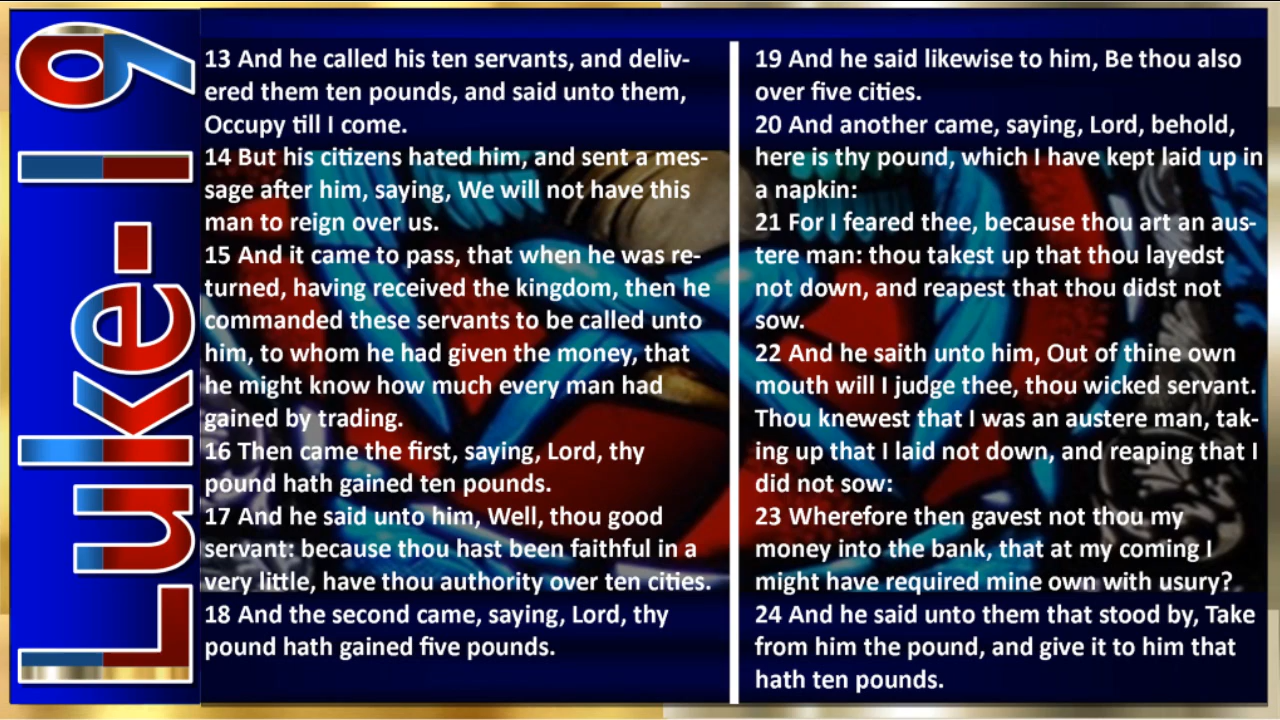 Luke-19
13 And he called his ten servants, and deliv-
ered them ten pounds, and said unto them,
Occupy till I come.
14 But his citizens hated him, and sent a mes-
sage after him, saying, We will not have this
man to reign over us.
15 And it came to pass, that when he was re-
turned, having received the kingdom, then he
commanded these servants to be called unto
him, to whom he had given the money, that
he might know how much every man had
gained by trading.
16 Then came the first, saying, Lord, thy
pound hath gained ten pounds.
17 And he said unto him, Well, thou good
servant: because thou hast been faithful in a
very little, have thou authority over ten cities.
18 And the second came, saying, Lord, thy
pound hath gained five pounds.
19 And he said likewise to him, Be thou also
over five cities.
20 And another came, saying, Lord, behold,
here is thy pound, which I have kept laid up in
a napkin:
21 For I feared thee, because thou art an aus-
tere man: thou takest up that thou layedst
not down, and reapest that thou didst not
sow.
22 And he saith unto him, Out of thine own
mouth will I judge thee, thou wicked servant.
Thou knewest that I was an austere man, tak-
ing up that I laid not down, and reaping that I
did not sow:
23 Wherefore then gavest not thou my
money into the bank, that at my coming I
might have required mine own with usury?
24 And he said unto them that stood by, Take
from him the pound, and give it to him that
hath ten pounds.